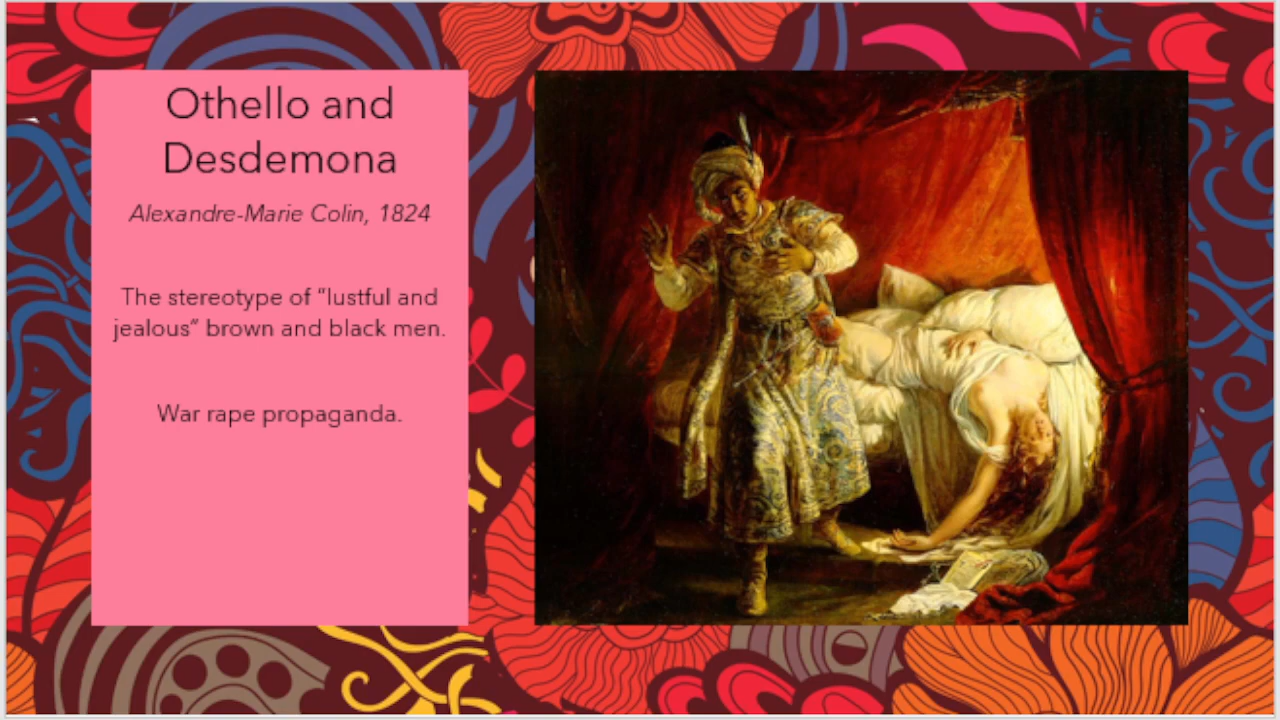 Othello and
Desdemona
Alexandre-Marie Colin, 1824
The stereotype of “lustful and
jealous” brown and black men.
War rape propaganda.